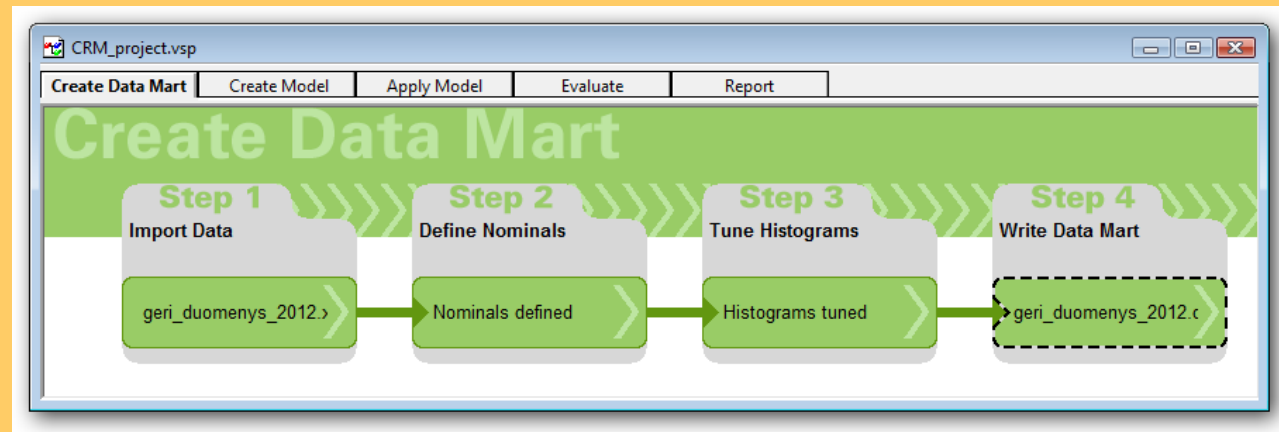 CRM_project.vsp
Create Data Mart Create Model Apply Model Evaluate Report
Create Data Mart
Step 1 Step 2 Step 3 Step 4
Import Data Define Nominals Tune Histograms Write Data Mart
geri_duomenys_2012. Nominals defined Histograms tuned geri_duomenys_2012.